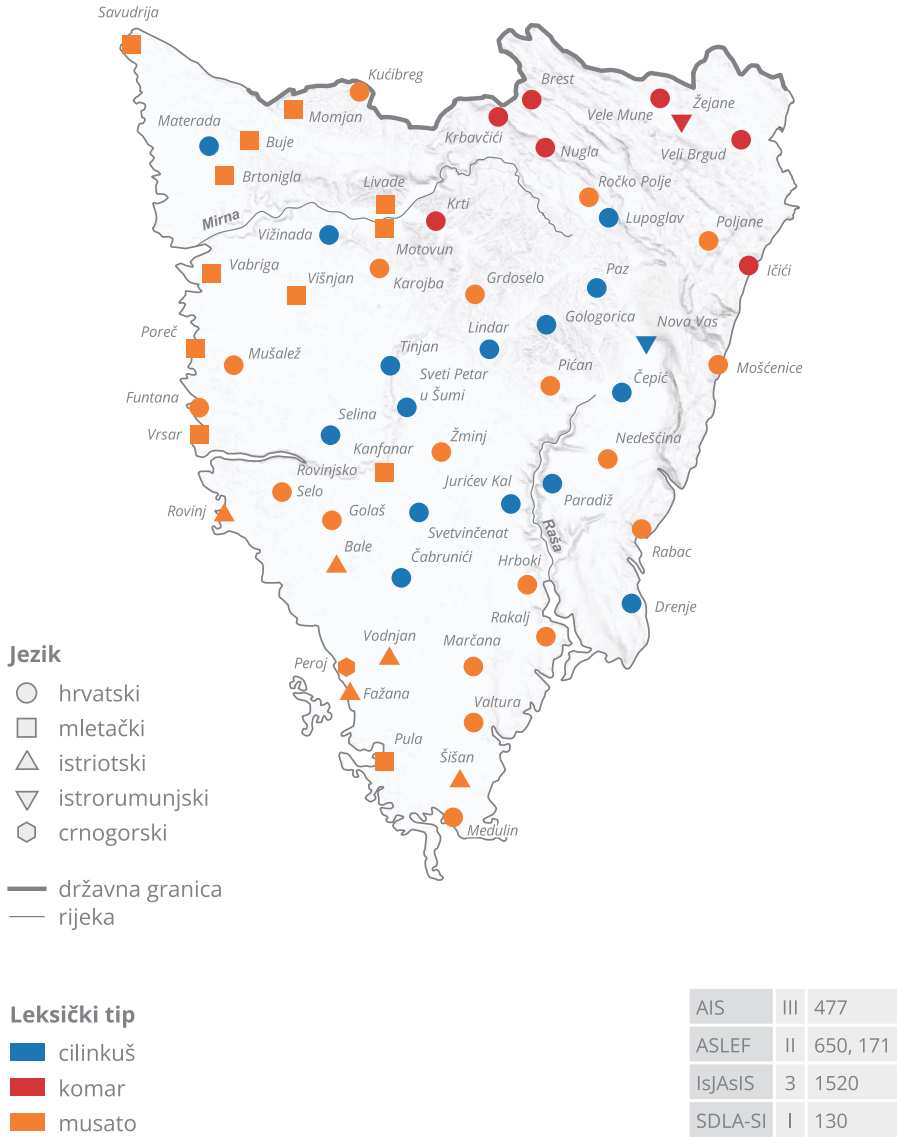 Savudrija
Kućibreg
Brest
Momjan
Materada
Vele Mune
Žejane
Krbavčići
Buje
Nugla
Veli Brgud
Brtonigla
Livade
Ročko Polje
Krti
Mirna
Lupoglav
Poljane
Vižinada
Motovun
Vabriga
Višnjan
Karojba
Grdoselo
Paz
Ičići
Gologorica
Nova Vas
Lindar
Poreč
Mušalež
Tinjan
Sveti Petar
u Šumi
Pićan
Čepić
Mošćenice
Funtana
Selina
Vrsar
Kanfanar
Žminj
Nedešćina
Rovinjsko
Selo
Jurićev Kal
Paradiž
Rovinj
Golaš
Svetvinčenat
Raša
Bale
Čabrunići
Hrboki
Rabac
Rakalj
Drenje
Vodnjan
Marčana
Peroj
Fažana
Valtura
Pula
Šišan
Medulin
Jezik
hrvatski
mletački
istriotski
istrorumunjski
crnogorski
državna granica
rijeka
Leksički tip
cilinkuš
komar
musato
AIS III 477
ASLEF II 650, 171
IsJAsIS 3 1520
SDLA-SI I 130